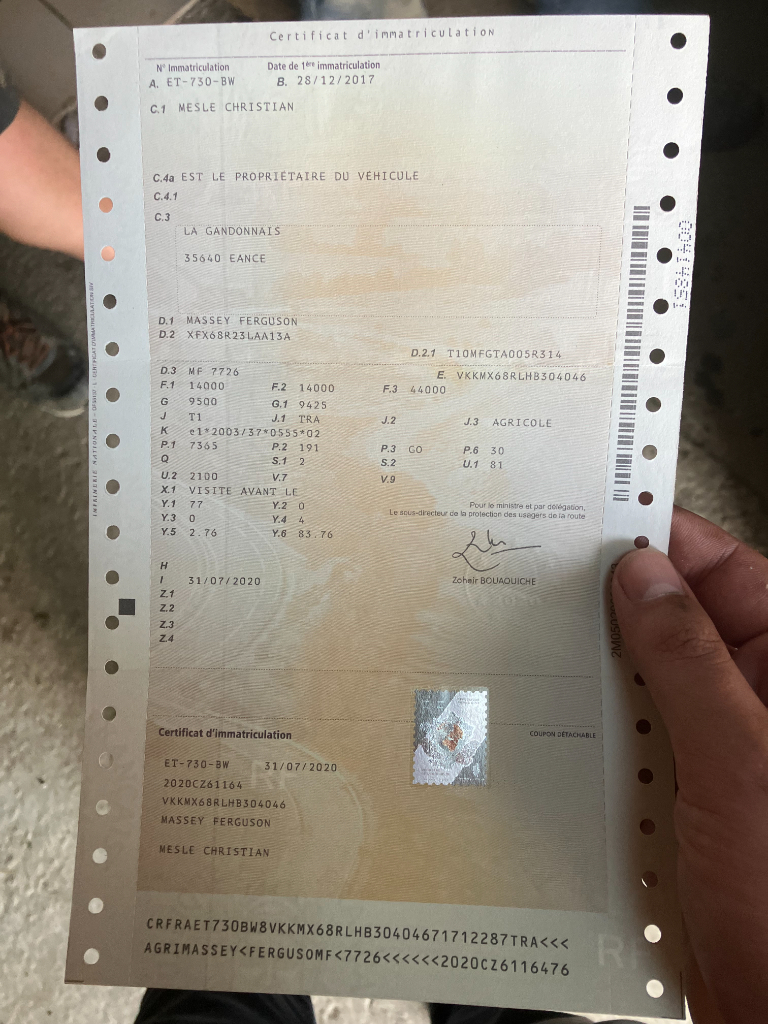 Certificat d'immatriculation
N° Immatriculation Date de 1ère immatriculation
A. ET-730-BW B. 28/12/2017
C.1 MESLE CHRISTIAN
C.4a EST LE PROPRIÉTAIRE DU VÉHICULE
C.4.1
C.3
LA GANDONNAIS
35640 EANCE
D.1 MASSEY FERGUSON
D.2 XFX68R23LAA13A
D.2.1 T10MFGTA005R314
D.3 MF 7726 E. VKKMX68RLHB304046
F.1 14000 F.2 14000 F.3 44000
G 9500 G.1 9425
J T1 J.1 TRA J.2 J.3 AGRICOLE
K e1*2003/37*0555*02
P.1 7365 P.2 191 P.3 GO P.6 30
Q S.1 2 S.2 U.1 81
U.2 2100 V.7 V.9
X.1 VISITE AVANT LE
Y.1 77 Y.2 0
Y.3 0 Y.4 4
Y.5 2.76 Y.6 83.76
Pour le ministre et par délégation,
Le sous-directeur de la protection des usagers de la route
Zoheir BOUAOUICHE
H
I 31/07/2020
Z.1
Z.2
Z.3
Z.4
Certificat d'immatriculation COUPON DÉTACHABLE
ET-730-BW 31/07/2020
2020CZ61164
VKKMX68RLHB304046
MASSEY FERGUSON
MESLE CHRISTIAN
CRFRAET730BW8VKKMX68RLHB30404671712287TRA<<<
AGRIMASSEY<FERGUSOMF<7726<<<<<<2020CZ6116476